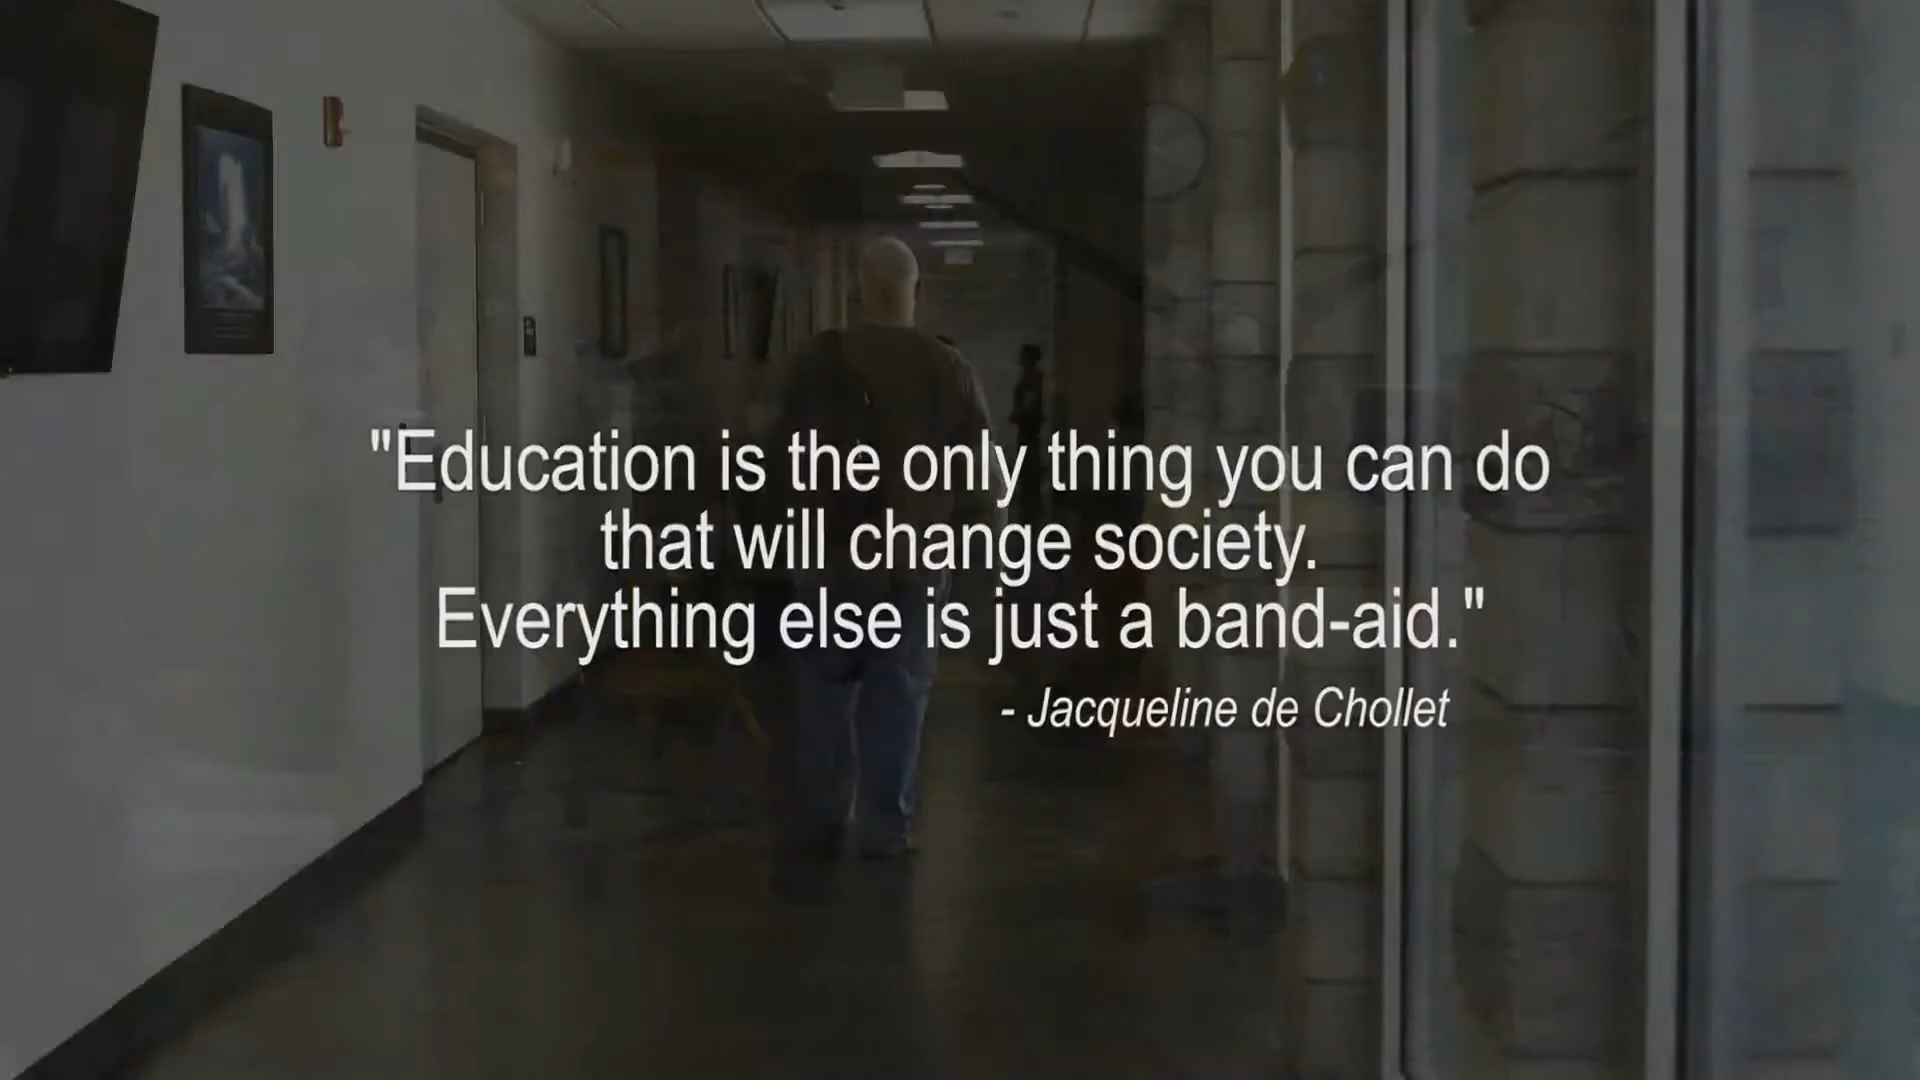 "Education is the only thing you can do
that will change society.
Everything else is just a band-aid."
- Jacqueline de Chollet